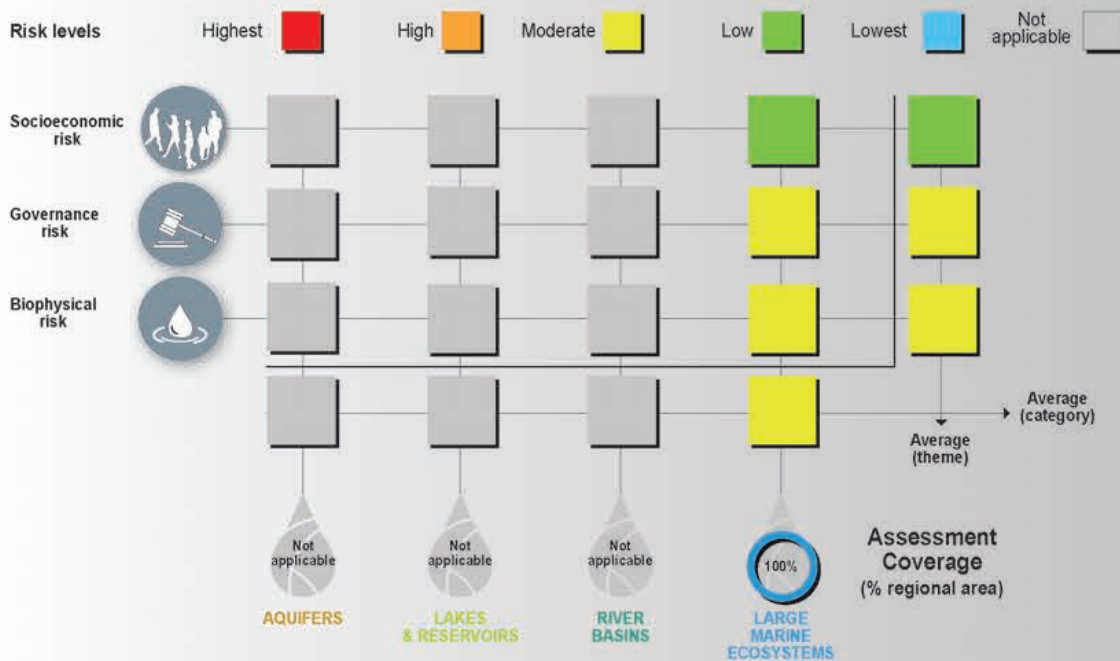 Risk levels
Highest
High
Moderate
Low
Lowest
Not
applicable
Socioeconomic
risk
Governance
risk
Biophysical
risk
Average
(category)
Average
(theme)
Not
applicable
Not
applicable
Not
applicable
100%
Assessment
Coverage
(% regional area)
AQUIFERS
LAKES
& RESERVOIRS
RIVER
BASINS
LARGE
MARINE
ECOSYSTEMS